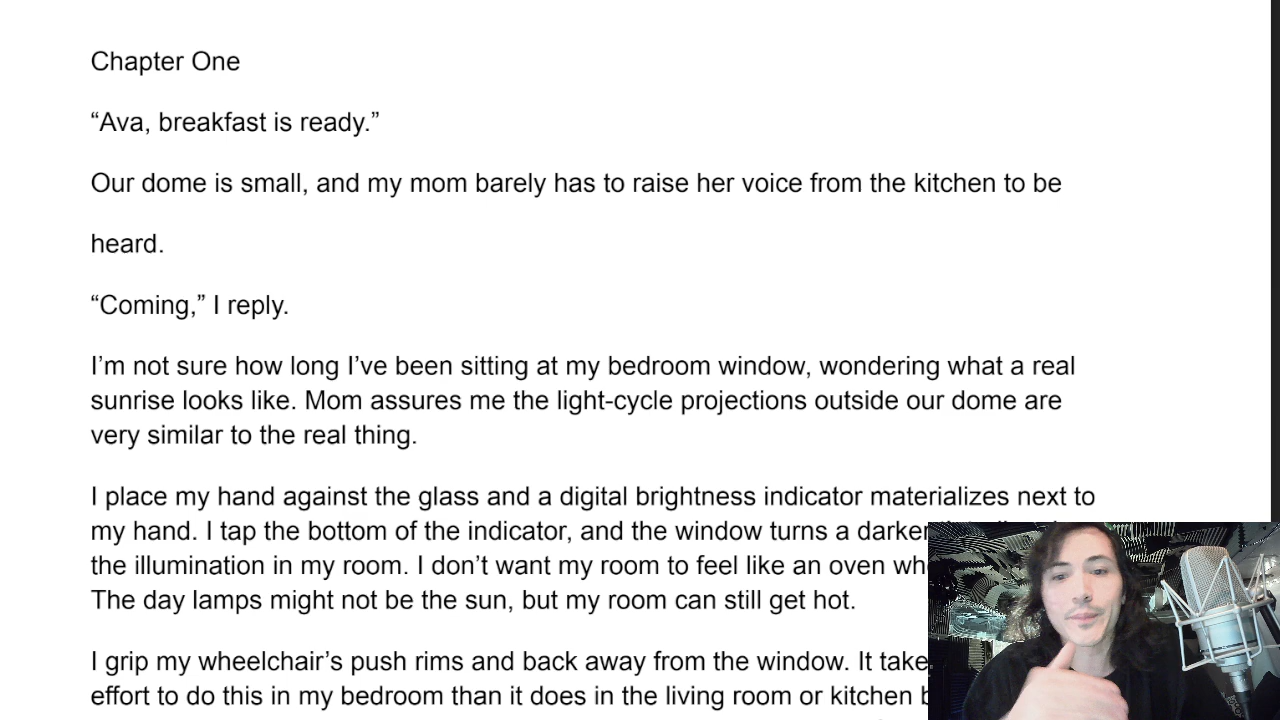 Chapter One
“Ava, breakfast is ready.”
Our dome is small, and my mom barely has to raise her voice from the kitchen to be
heard.
“Coming,” I reply.
I’m not sure how long I’ve been sitting at my bedroom window, wondering what a real
sunrise looks like. Mom assures me the light-cycle projections outside our dome are
very similar to the real thing.
I place my hand against the glass and a digital brightness indicator materializes next to
my hand. I tap the bottom of the indicator, and the window turns a darker
the illumination in my room. I don’t want my room to feel like an oven
The day lamps might not be the sun, but my room can still get hot.
I grip my wheelchair’s push rims and back away from the window. It
effort to do this in my bedroom than it does in the living room or kitchen